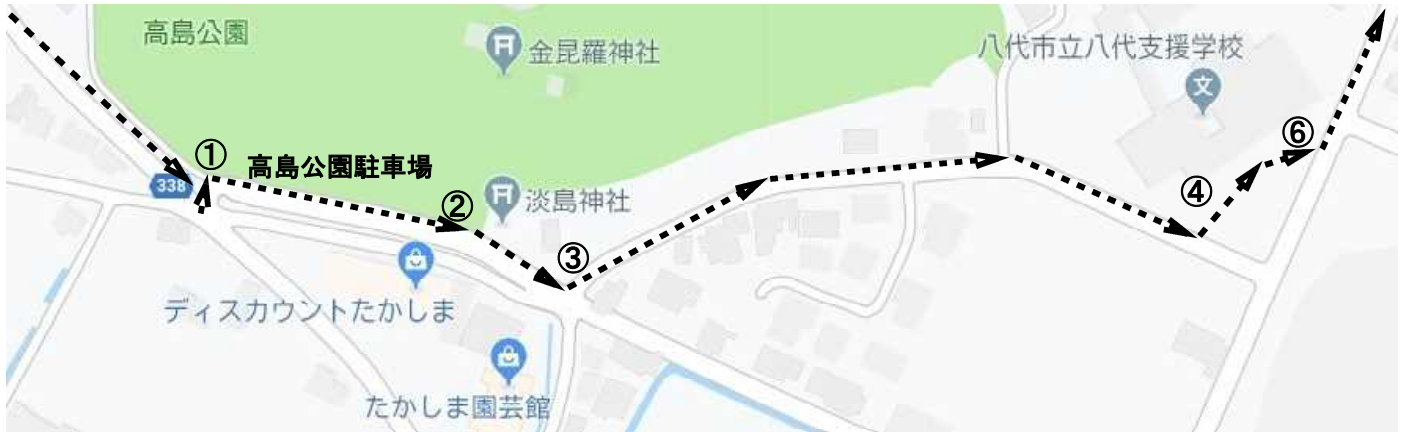 高島公園
金昆羅神社
八代市立八代支援学校
文
⑥
①
高島公園駐車場
338
②
淡島神社
④
③
ディスカウントたかしま
たかしま園芸館